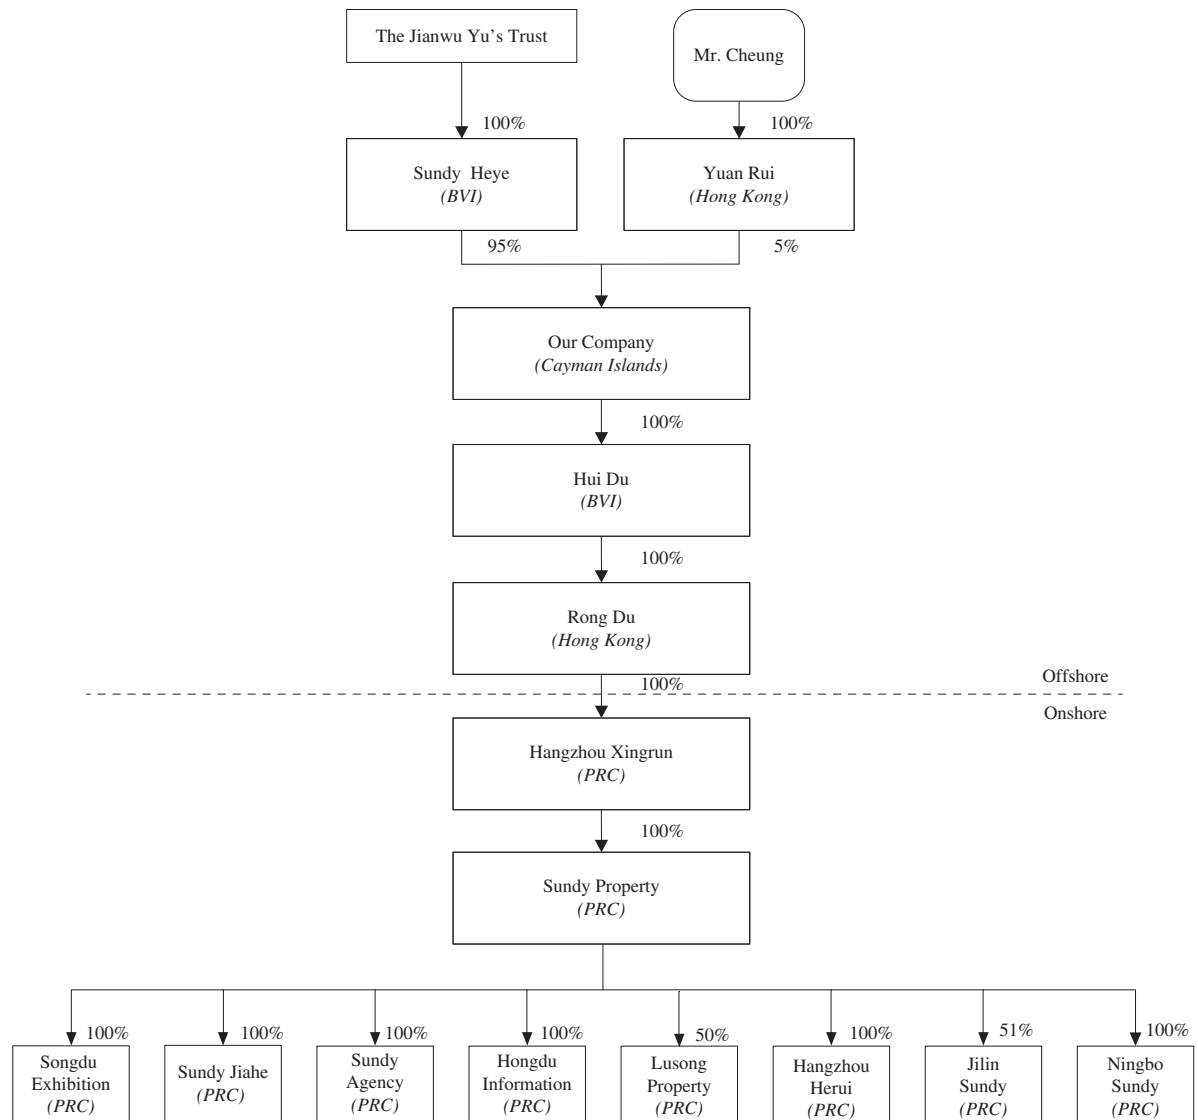 The Jianwu Yu's Trust
Mr. Cheung
100%
100%
Sundy Heye
(BVI)
Yuan Rui
(Hong Kong)
95%
5%
Our Company
(Cayman Islands)
100%
Hui Du
(BVI)
100%
Rong Du
(Hong Kong)
100%
Offshore
Onshore
Hangzhou Xingrun
(PRC)
100%
Sundy Property
(PRC)
100%
100%
100%
100%
50%
100%
51%
100%
Songdu
Exhibition
(PRC)
Sundy Jiahe
(PRC)
Sundy
Agency
(PRC)
Hongdu
Information
(PRC)
Lusong
Property
(PRC)
Hangzhou
Herui
(PRC)
Jilin
Sundy
(PRC)
Ningbo
Sundy
(PRC)